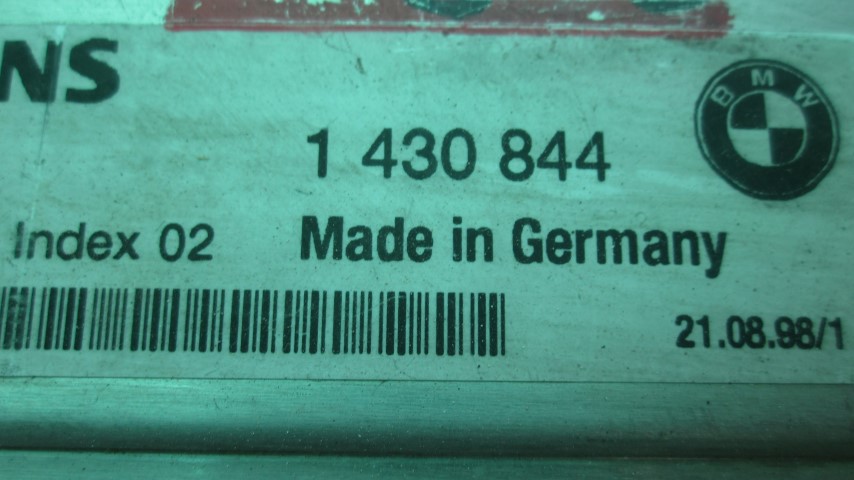 NS
BMW
1 430 844
Index 02
Made in Germany
21.08.98/1